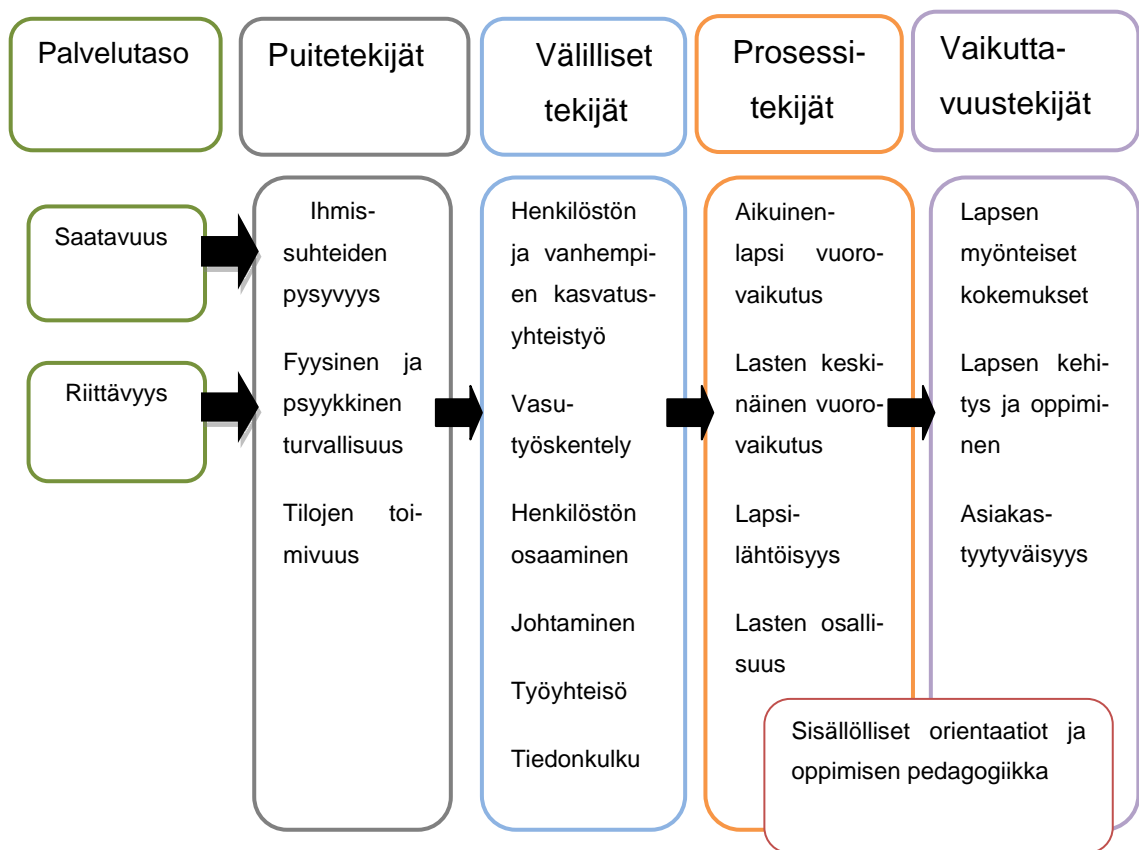 Palvelutaso
Puitetekijät
Välilliset
tekijät
Prosessi-
tekijät
Vaikutta-
vuustekijät
Saatavuus
Riittävyys
Ihmis-
suhteiden
pysyvyys
Fyysinen ja
psyykkinen
turvallisuus
Tilojen toi-
mivuus
Henkilöstön
ja vanhempi-
en kasvatus-
yhteistyö
Vasu-
työskentely
Henkilöstön
osaaminen
Johtaminen
Työyhteisö
Tiedonkulku
Aikuinen-
lapsi vuoro-
vaikutus
Lasten keski-
näinen vuoro-
vaikutus
Lapsi-
lähtöisyys
Lasten osalli-
suus
Lapsen
myönteiset
kokemukset
Lapsen kehi-
tys ja oppimi-
nen
Asiakas-
tyytyväisyys
Sisällölliset orientaatiot ja
oppimisen pedagogiikka